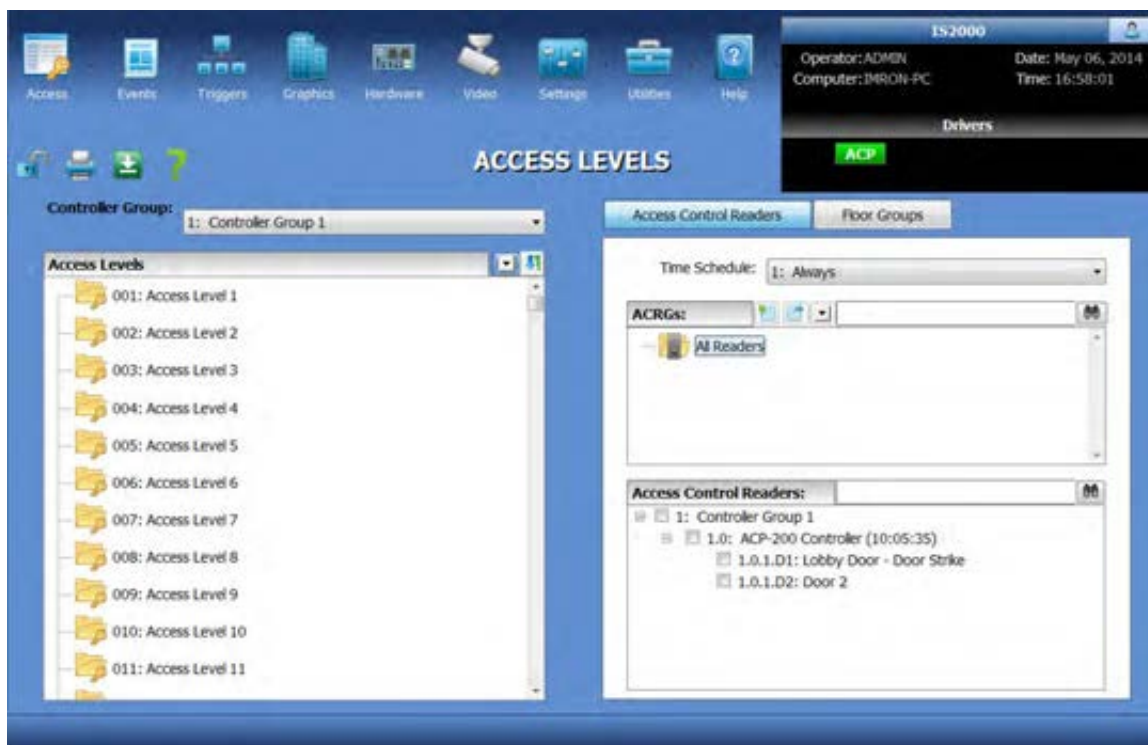 IS2000
Operator:ADMIN Date: May 06, 2014
Computer:IMRON-PC Time: 16:58:01
Access Events Triggers Graphics Hardware Video Settings Utilities Help
Drivers
ACP
ACCESS LEVELS
Controller Group:
1: Controller Group 1
Access Levels
001: Access Level 1
002: Access Level 2
003: Access Level 3
004: Access Level 4
005: Access Level 5
006: Access Level 6
007: Access Level 7
008: Access Level 8
009: Access Level 9
010: Access Level 10
011: Access Level 11
Access Control Readers Floor Groups
Time Schedule: 1: Always
ACRGs:
All Readers
Access Control Readers:
1: Controller Group 1
1.0: ACP-200 Controller (10:05:35)
1.0.1.D1: Lobby Door - Door Strike
1.0.1.D2: Door 2